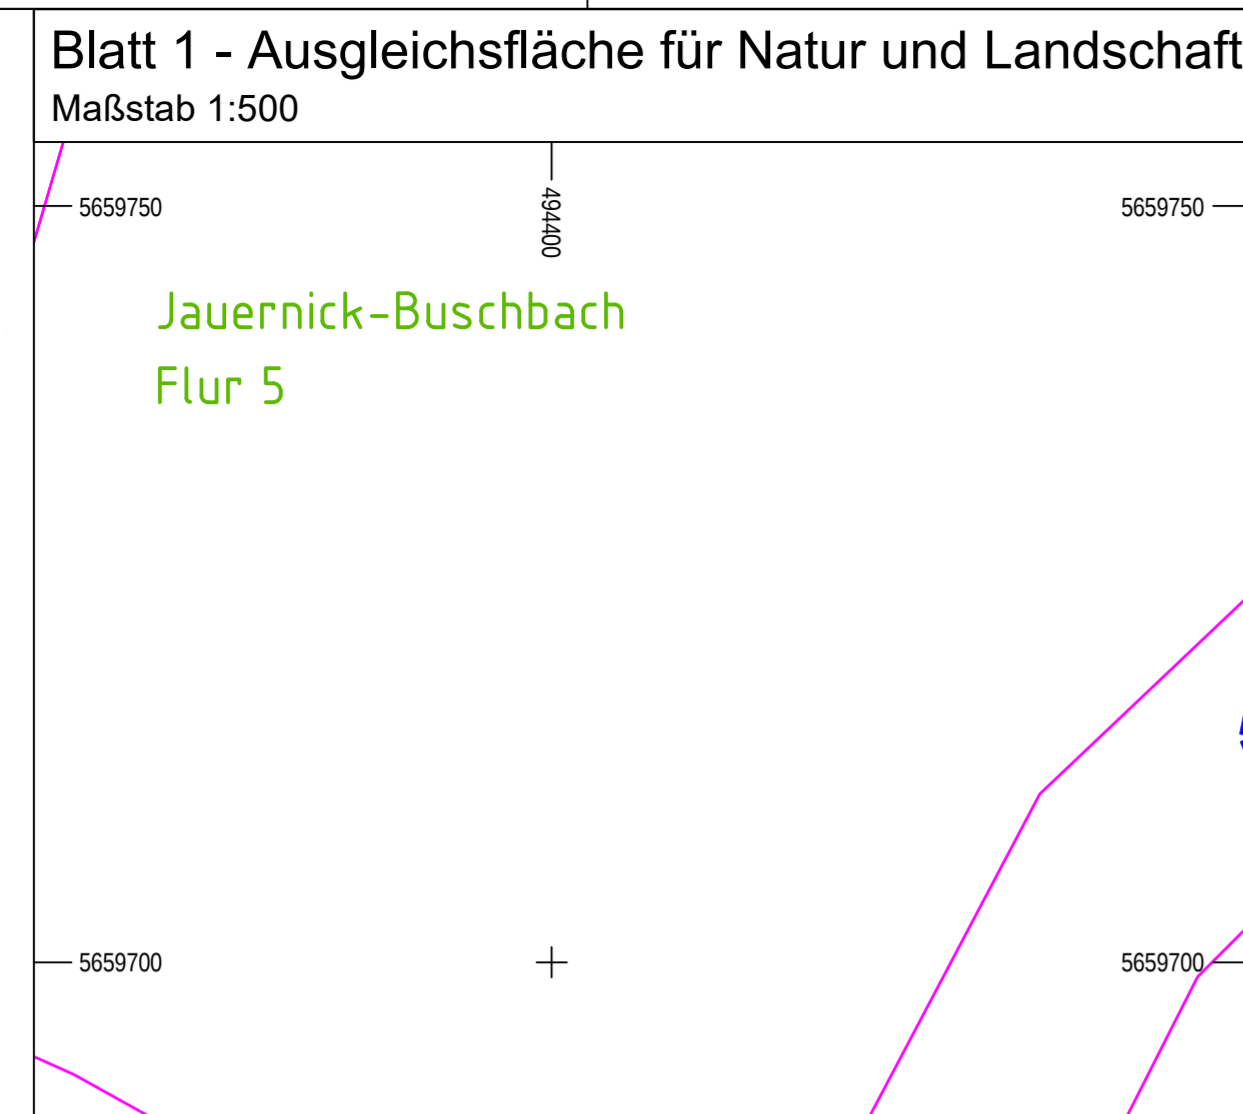 Blatt 1 - Ausgleichsfläche für Natur und Landschaft
Maßstab 1:500
5659750
494400
5659750
Jauernick-Buschbach
Flur 5
5659700
5659700